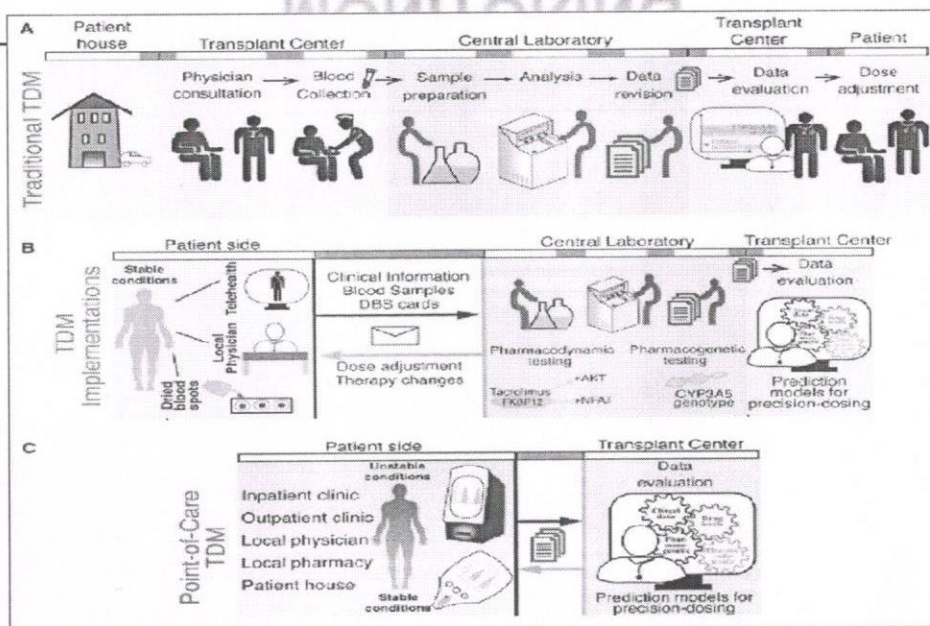 A
Traditional TDM
Patient
house
Transplant Center
Central Laboratory
Transplant
Center
Patient
Physician
consultation
Blood
Collection
Sample
preparation
Analysis
Data
revision
Data
evaluation
Dose
adjustment
B
TDM
Implementations
Patient side
Stable
conditions
Telehealth
Local
Physician
Dried
blood
spots
Clinical Information
Blood Samples
DBS cards
Dose adjustment
Therapy changes
Central Laboratory
Transplant Center
Data
evaluation
Pharmacodynamic
testing
Pharmacogenetic
testing
Tacrolimus
FKBP12
CYP3A5
genotype
Prediction models for
precision-dosing
C
Point-of-Care
TDM
Patient side
Unstable
conditions
Inpatient clinic
Outpatient clinic
Local physician
Local pharmacy
Patient house
Stable
conditions
Transplant Center
Data
evaluation
Clinical
data
Prediction models for
precision-dosing